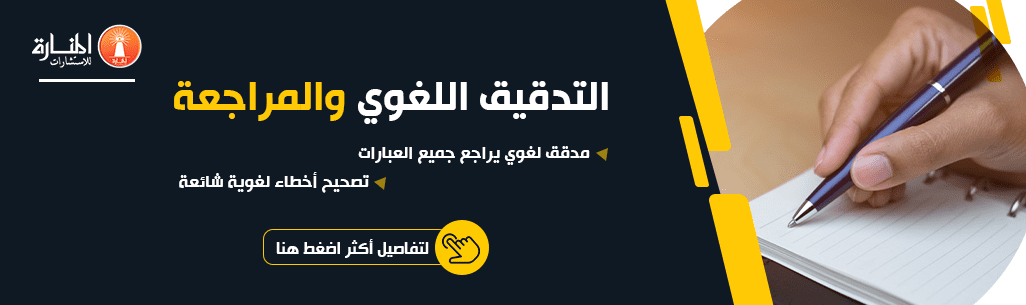 المنارة
للاستشارات
التدقيق اللغوي والمراجعة
مدقق لغوي يراجع جميع العبارات
تصحيح أخطاء لغوية شائعة
لتفاصيل أكثر اضغط هنا